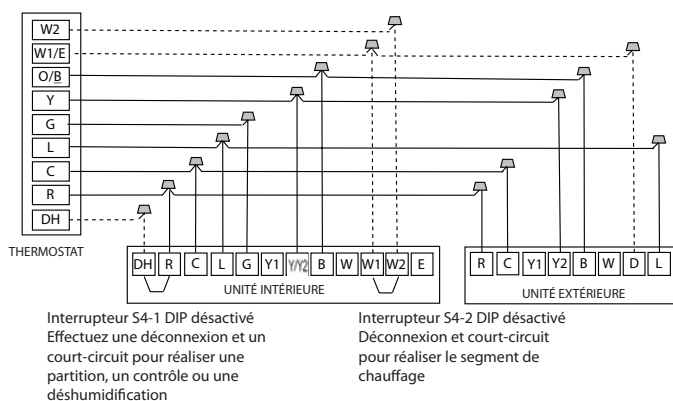 W2
W1/E
O/B
Y
G
L
C
R
DH
THERMOSTAT
DH R C L G Y1 Y/Y2 B W W1 W2 E
UNITÉ INTÉRIEURE
R C Y1 Y2 B W D L
UNITÉ EXTÉRIEURE
Interrupteur S4-1 DIP désactivé
Effectuez une déconnexion et un
court-circuit pour réaliser une
partition, un contrôle ou une
déshumidification
Interrupteur S4-2 DIP désactivé
Déconnexion et court-circuit
pour réaliser le segment de
chauffage